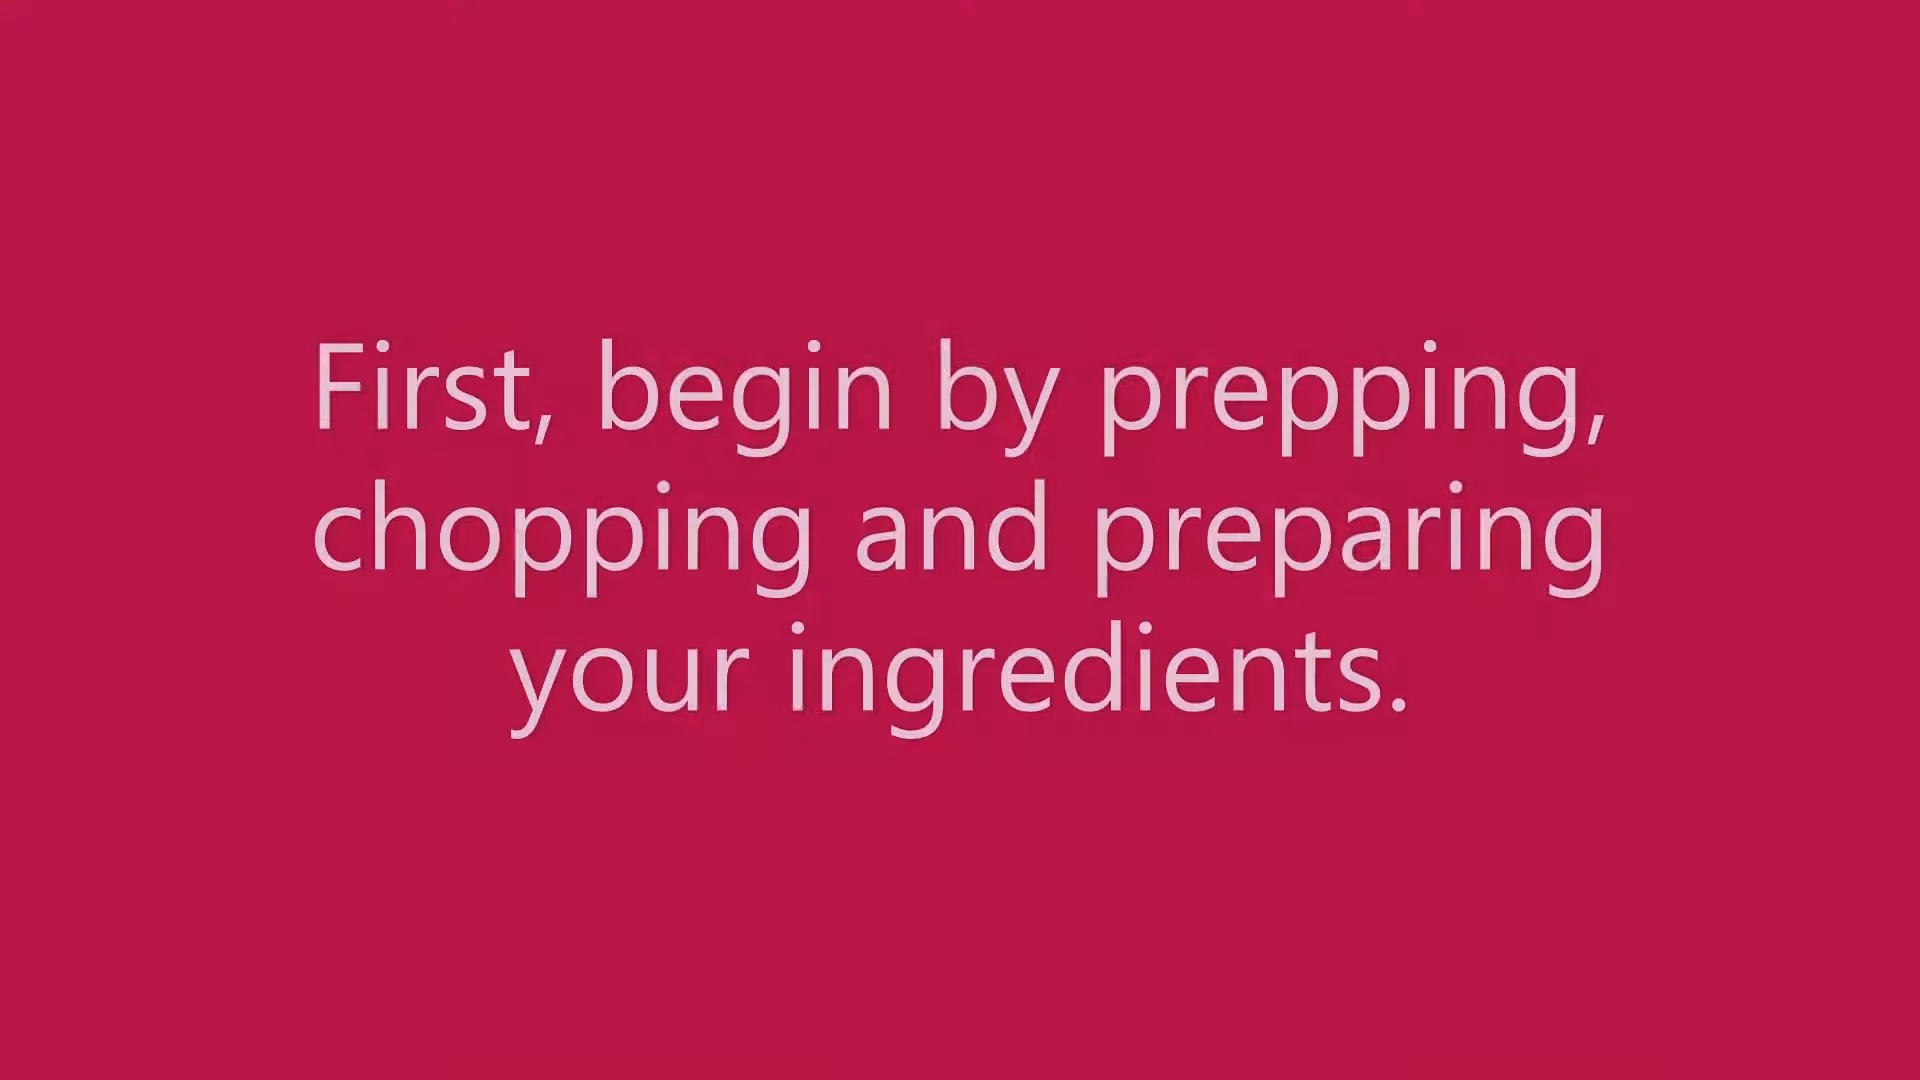 First, begin by prepping,
chopping and preparing
your ingredients.